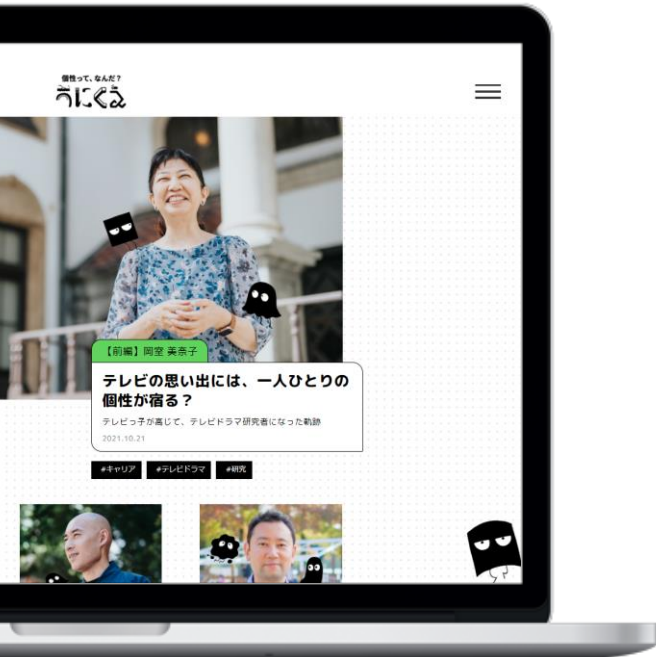 個性って、なんだ？
うにくえ
【前編】岡室 美奈子
テレビの思い出には、一人ひとりの
個性が宿る？
テレビっ子が高じて、テレビドラマ研究者になった軌跡
2021.10.21
#キャリア #テレビドラマ #研究